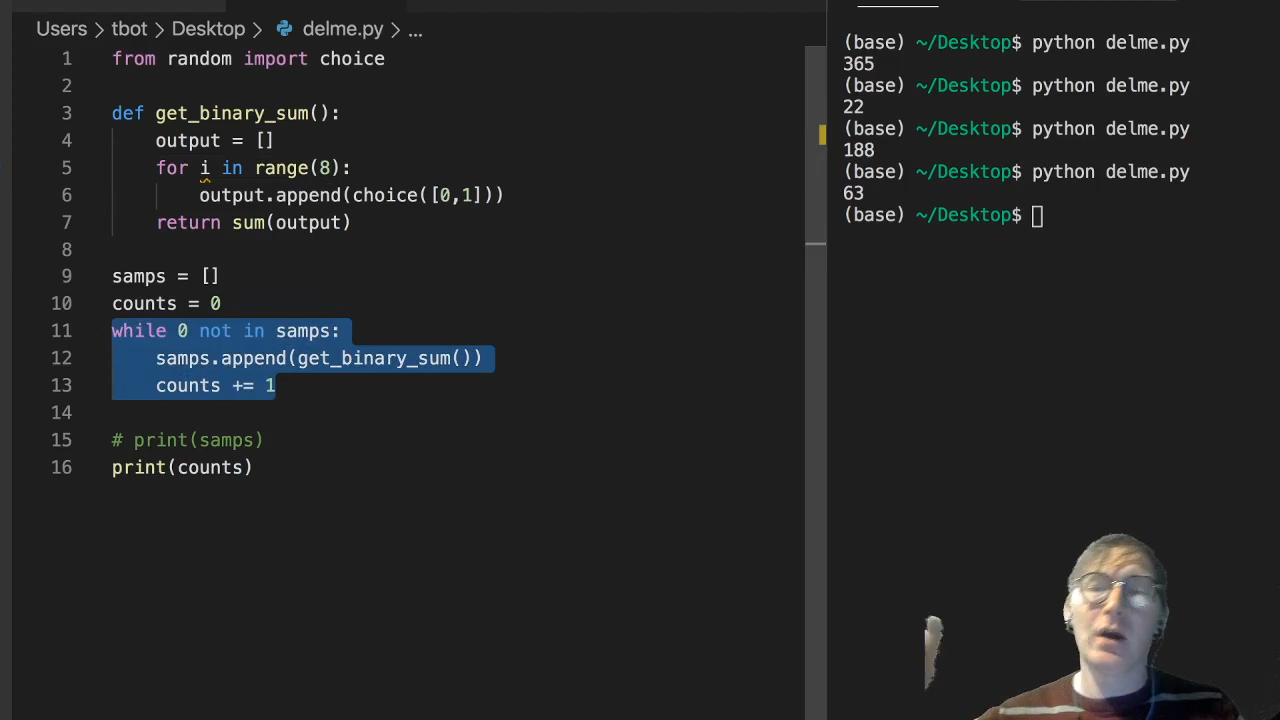 Users > tbot > Desktop > delme.py > ...
1 from random import choice
2
3 def get_binary_sum():
4 output = []
5 for i in range(8):
6 output.append(choice([0,1]))
7 return sum(output)
8
9 samps = []
10 counts = 0
11 while 0 not in samps:
12 samps.append(get_binary_sum())
13 counts += 1
14
15 # print(samps)
16 print(counts)
(base) ~/Desktop$ python delme.py
365
(base) ~/Desktop$ python delme.py
22
(base) ~/Desktop$ python delme.py
188
(base) ~/Desktop$ python delme.py
63
(base) ~/Desktop$